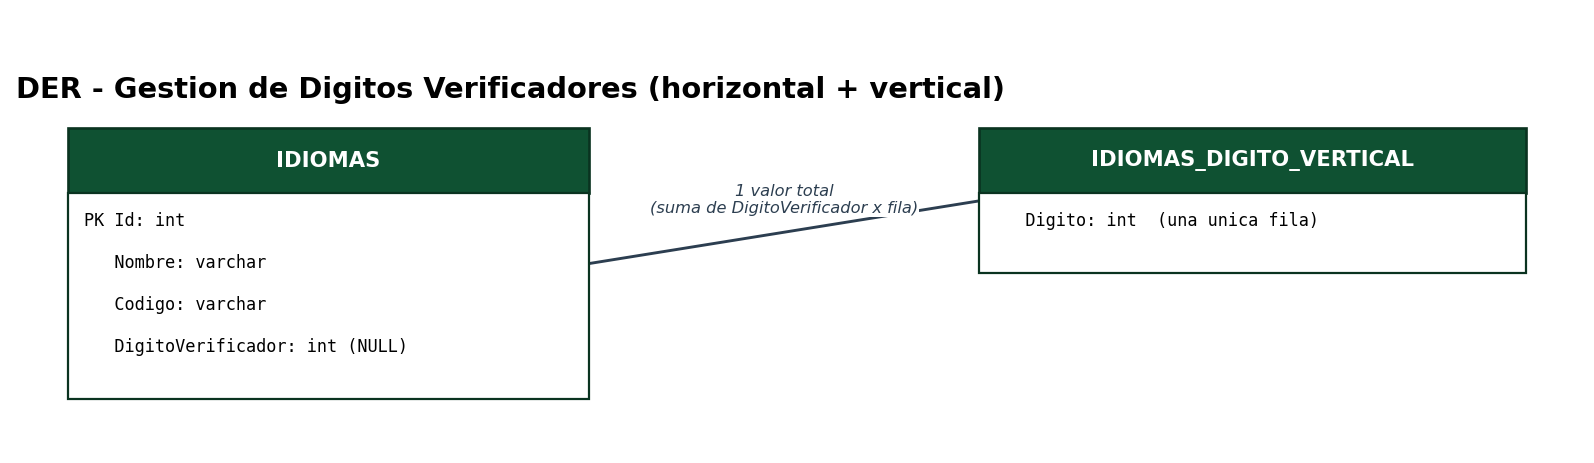 DER - Gestion de Digitos Verificadores (horizontal + vertical)
IDIOMAS
PK Id: int
Nombre: varchar
Codigo: varchar
DigitoVerificador: int (NULL)
1 valor total
(suma de DigitoVerificador x fila)
IDIOMAS_DIGITO_VERTICAL
Digito: int  (una unica fila)